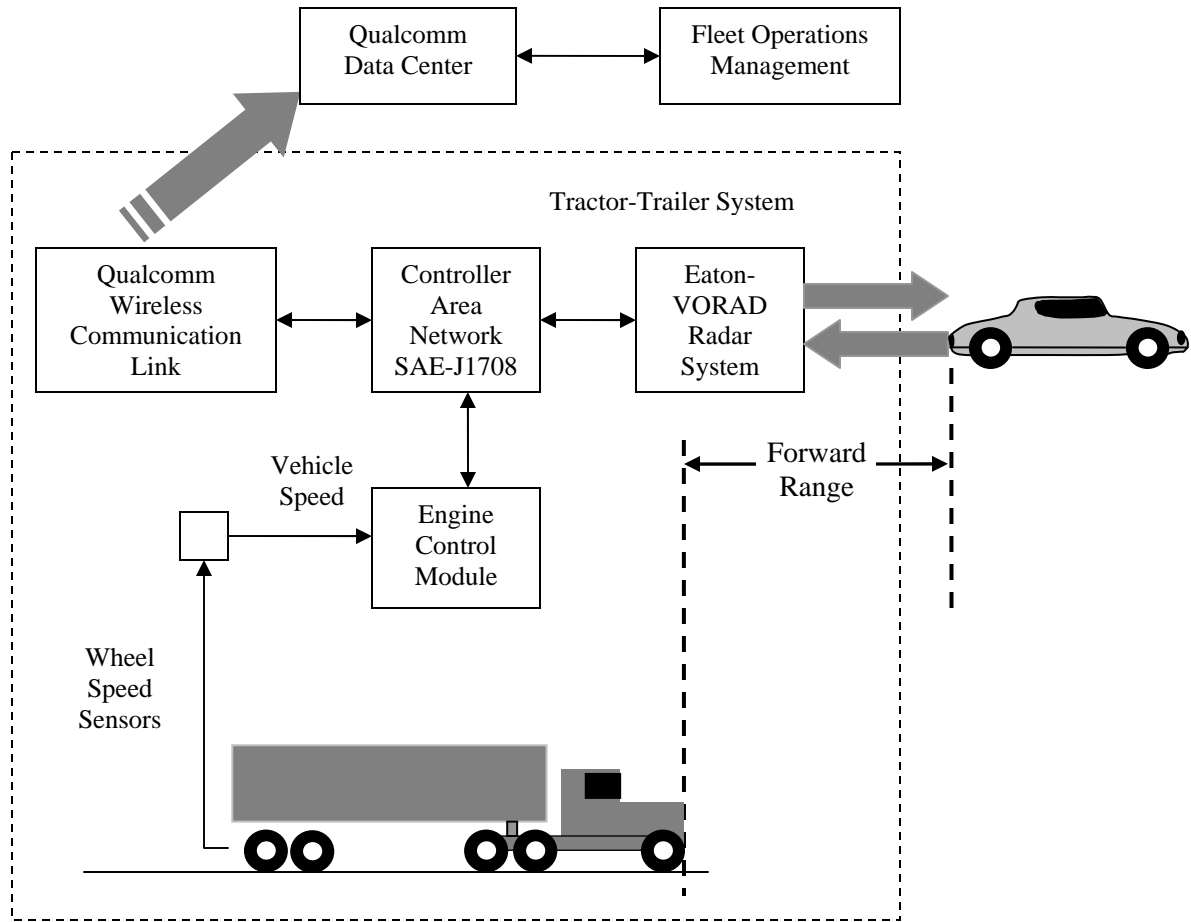 Qualcomm
Data Center
Fleet Operations
Management
Tractor-Trailer System
Qualcomm
Wireless
Communication
Link
Controller
Area
Network
SAE-J1708
Eaton-
VORAD
Radar
System
Forward
Range
Vehicle
Speed
Engine
Control
Module
Wheel
Speed
Sensors